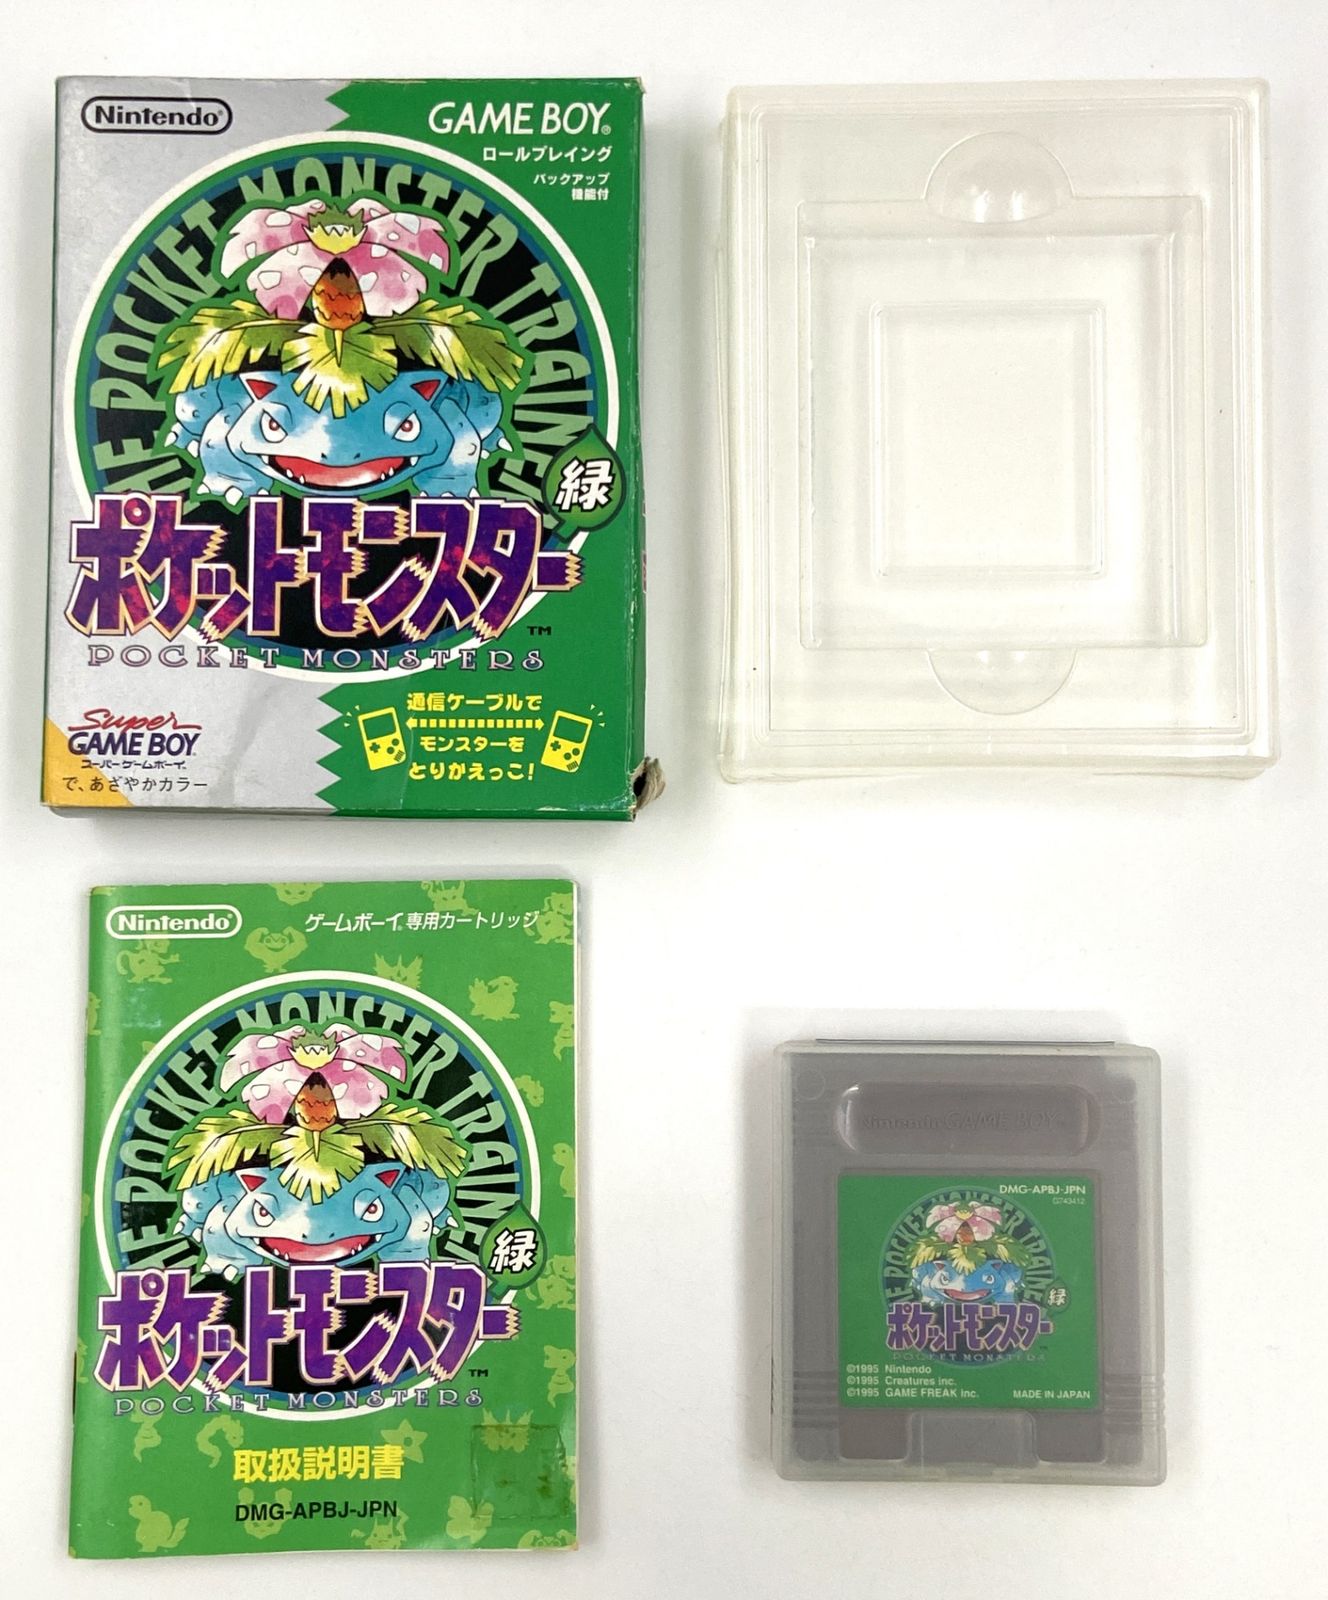 Nintendo®
GAME BOY®
ロールプレイング
バックアップ
機能付
THE POCKET MONSTER TRAINER
緑
ポケットモンスター
TM
POCKET MONSTERS
Super
GAME BOY
スーパーゲームボーイ
で、あざやかカラー
通信ケーブルで
モンスターを
とりかえっこ!
Nintendo®
ゲームボーイ®専用カートリッジ
THE POCKET MONSTER TRAINER
緑
ポケットモンスター
TM
POCKET MONSTERS
取扱説明書
DMG-APBJ-JPN
Nintendo GAME BOY
DMG-APBJ-JPN
G743412
THE POCKET MONSTER TRAINER
緑
ポケットモンスター
POCKET MONSTERS
©1995 Nintendo
©1995 Creatures inc.
©1995 GAME FREAK inc.
MADE IN JAPAN